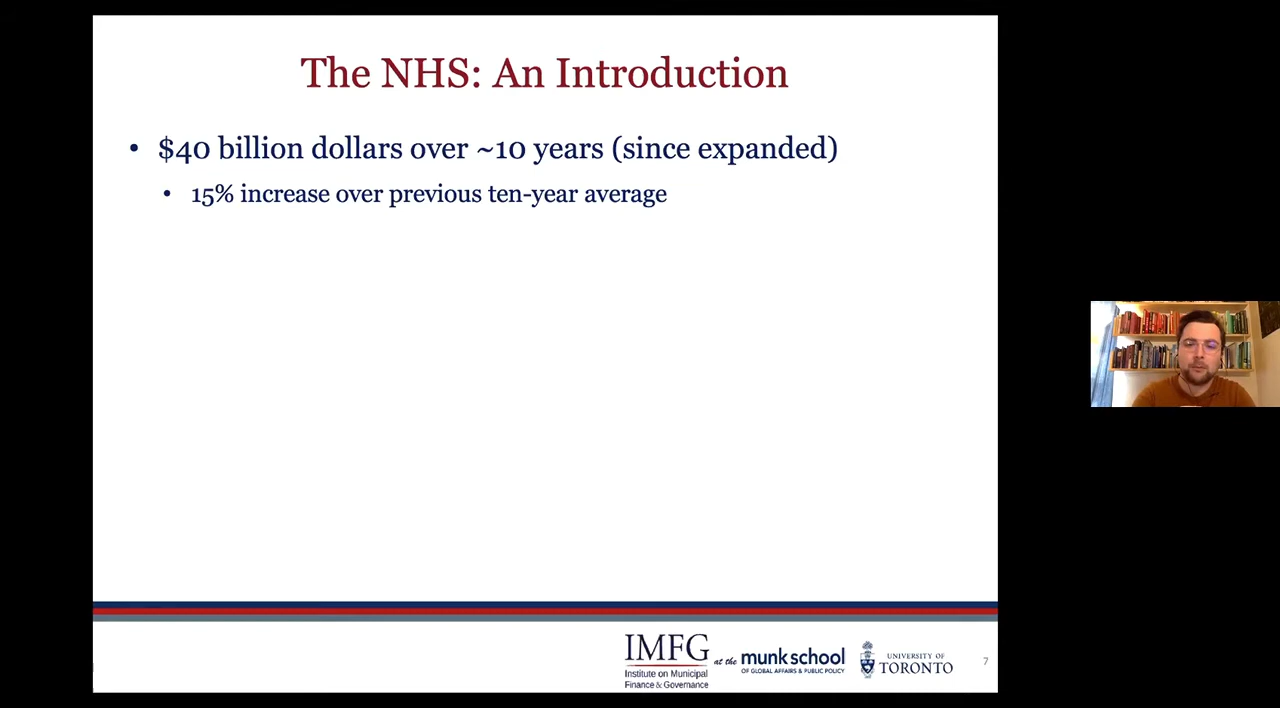 The NHS: An Introduction
• $40 billion dollars over ~10 years (since expanded)
• 15% increase over previous ten-year average
IMFG
Institute on Municipal
Finance & Governance
at the munk school
OF GLOBAL AFFAIRS & PUBLIC POLICY
UNIVERSITY OF
TORONTO
7